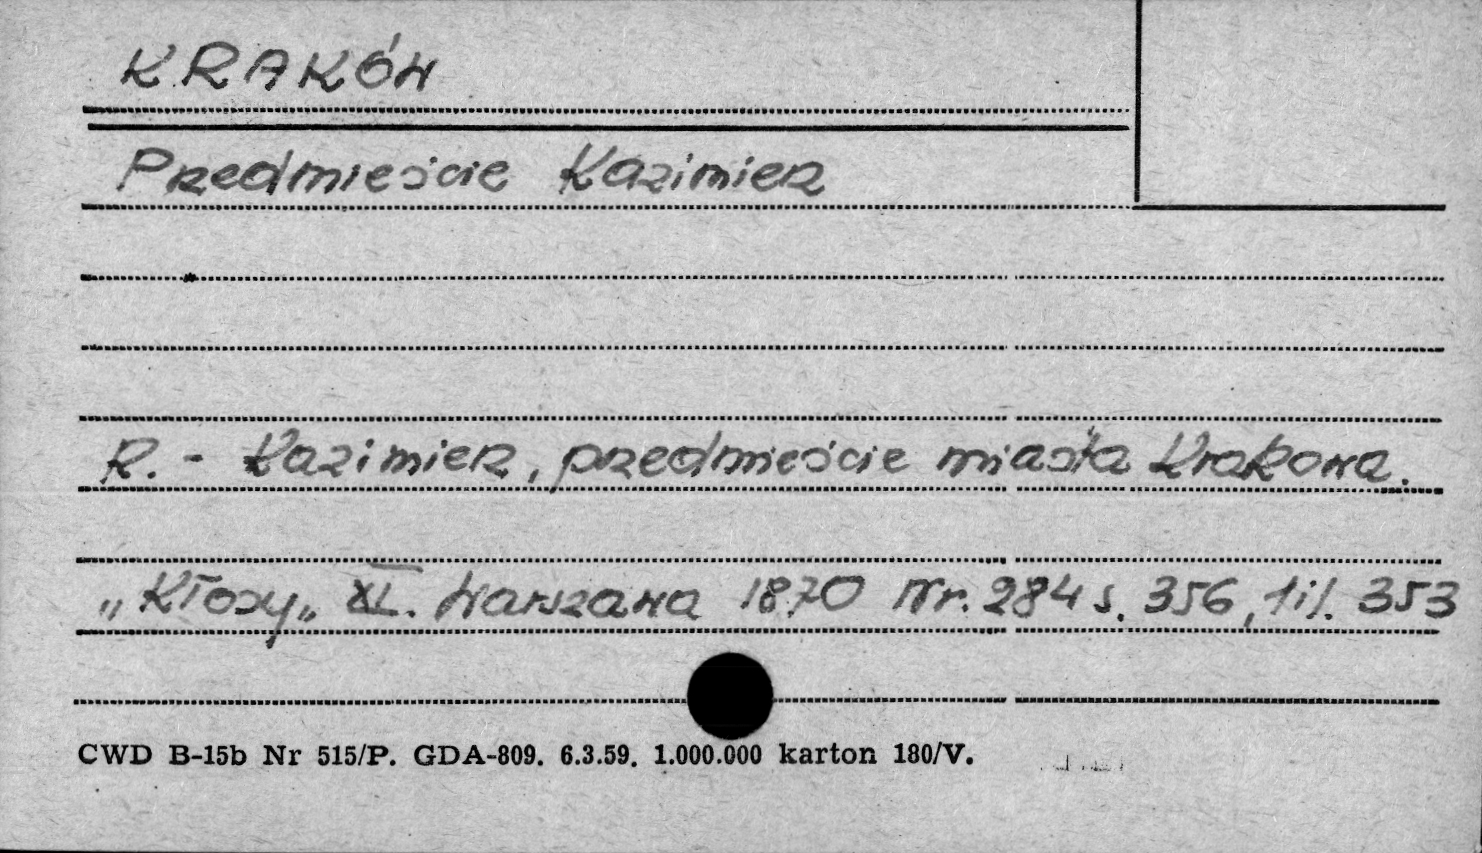 KRAKÓW
Przedmieście Kazimierz
R. - Kazimierz, przedmieście miasta Krakowa.
„Kłosy„ XI. Warszawa 1870 Nr. 284 s. 356, 1 il. 353
CWD B-15b Nr 515/P. GDA-809. 6.3.59. 1.000.000 karton 180/V.